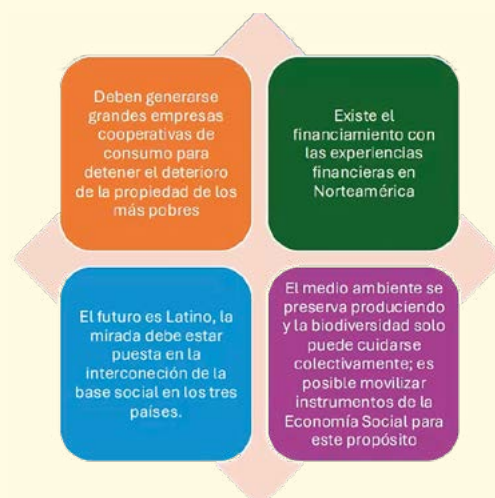 Deben generarse
grandes empresas
cooperativas de
consumo para
detener el deterioro
de la propiedad de los
más pobres
Existe el
financiamiento con
las experiencias
financieras en
Norteamérica
El futuro es Latino, la
mirada debe estar
puesta en la
interconeción de la
base social en los tres
países.
El medio ambiente se
preserva produciendo
y la biodiversidad solo
puede cuidarse
colectivamente; es
posible movilizar
instrumentos de la
Economía Social para
este propósito